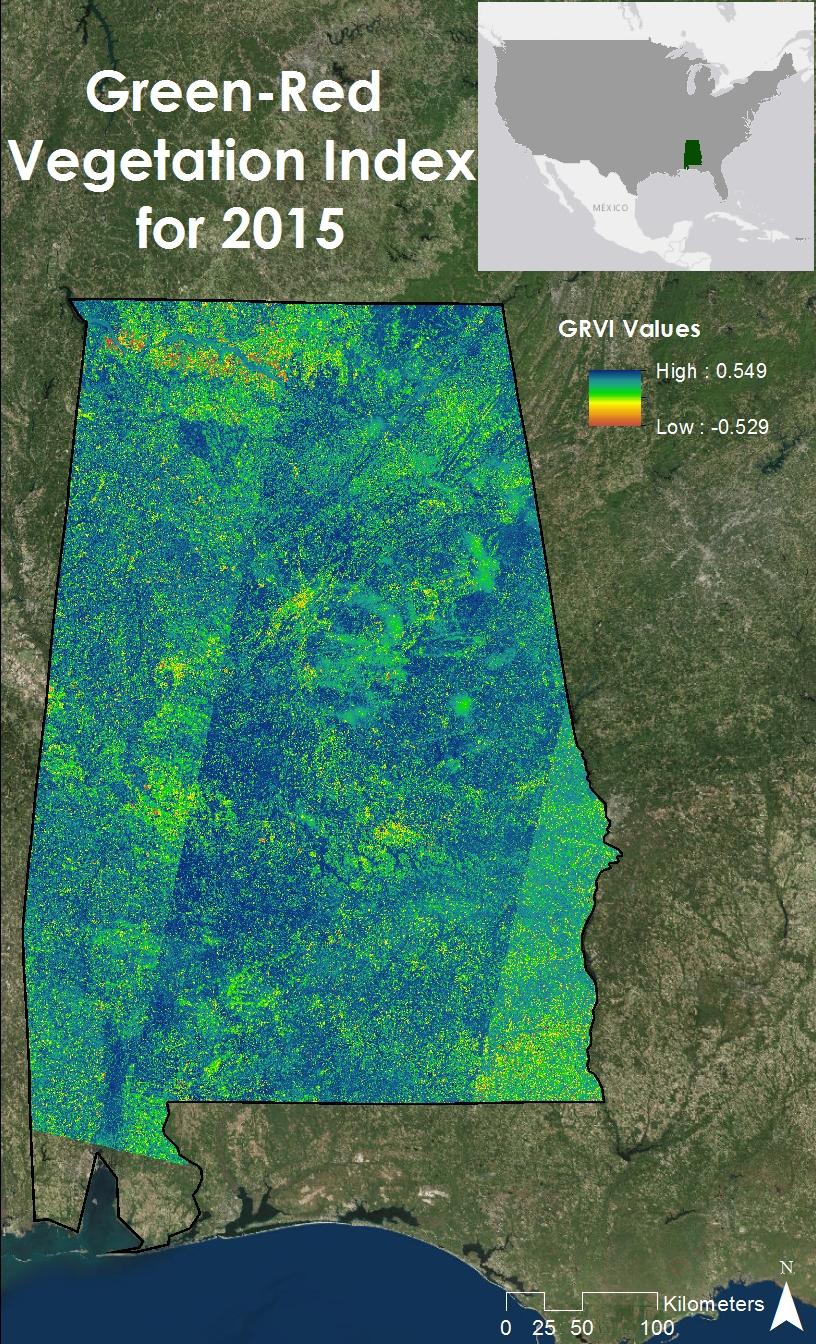 Green-Red
Vegetation Index
for 2015
MÉXICO
GRVI Values
High : 0.549
Low : -0.529
N
Kilometers
0 25 50 100